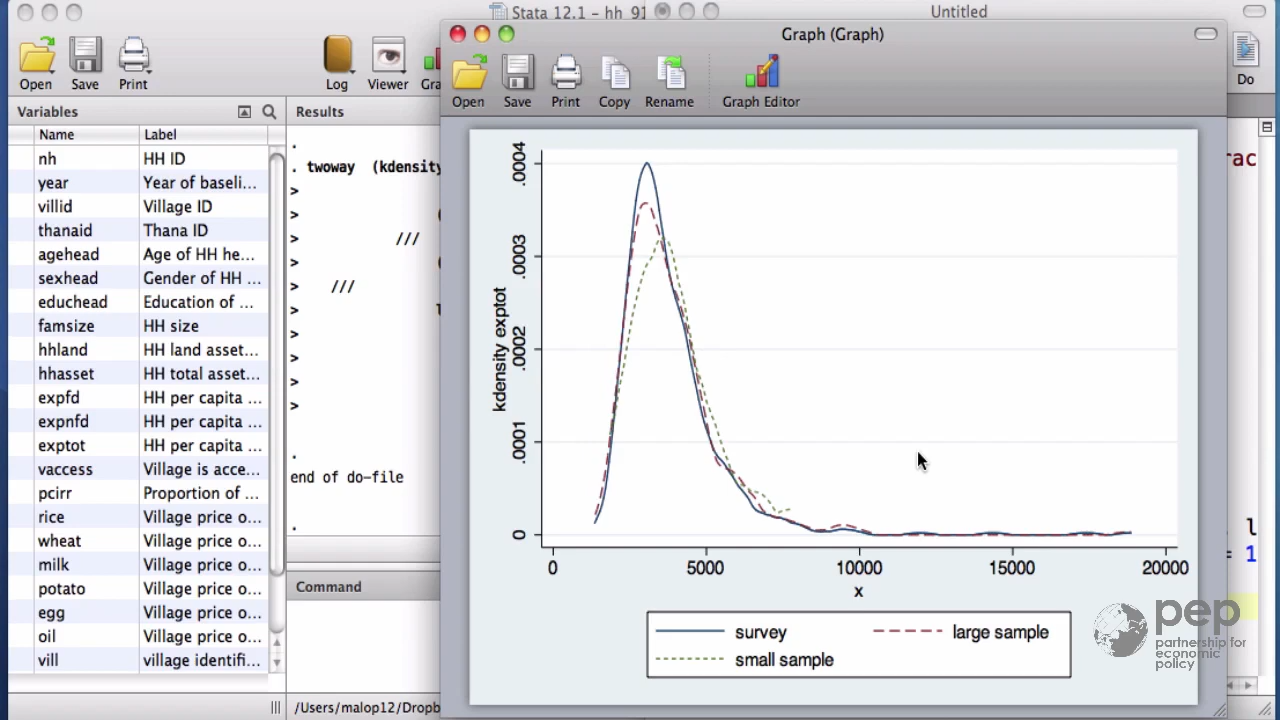 Stata 12.1 – hh_91
Untitled
Graph (Graph)
Open Save Print Log Viewer Gra
Open Save Print Copy Rename Graph Editor
Do
Variables
Name Label
nh HH ID
year Year of baseli...
villid Village ID
thanaid Thana ID
agehead Age of HH he...
sexhead Gender of HH ...
educhead Education of ...
famsize HH size
hhland HH land asset...
hhasset HH total asset...
expfd HH per capita ...
expnfd HH per capita ...
exptot HH per capita ...
vaccess Village is acce...
pcirr Proportion of ...
rice Village price o...
wheat Village price o...
milk Village price o...
potato Village price o...
egg Village price o...
oil Village price o...
vill village identifi...
Results
.
. twoway (kdensity
>
> (
> ///
> (
> ///
> l
>
>
>
>
.
end of do-file
.
Command
/Users/malop12/Dropb
kdensity exptot
.0004
.0003
.0002
.0001
0
0 5000 10000 15000 20000
x
survey large sample
small sample
rac
l
= 1
pep
partnership for
economic
policy